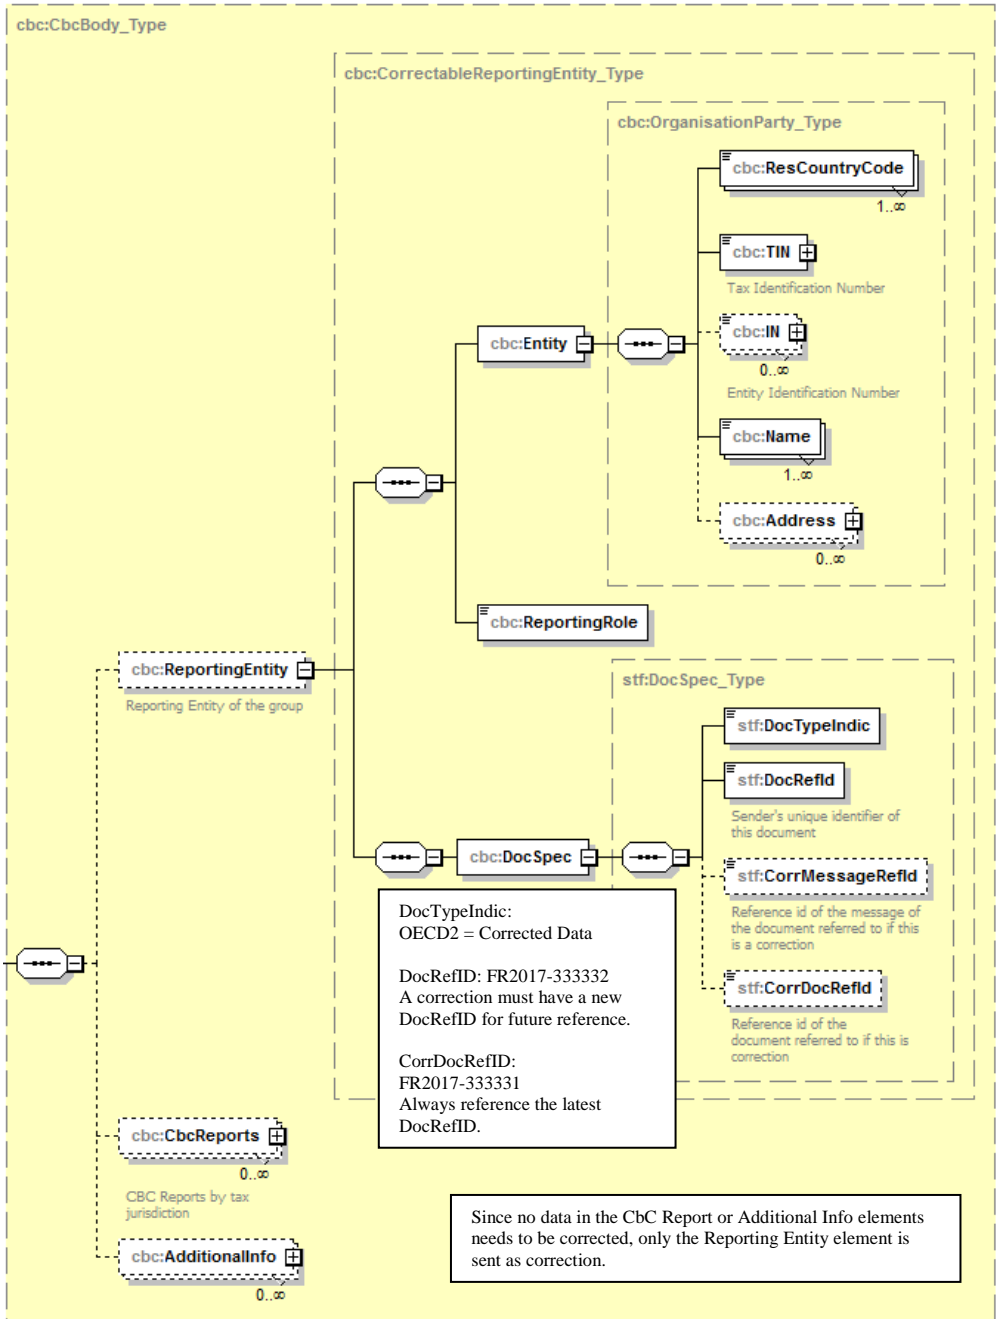 cbc:CbcBody_Type
cbc:CorrectableReportingEntity_Type
cbc:OrganisationParty_Type
cbc:ResCountryCode
1..∞
cbc:TIN
Tax Identification Number
cbc:IN
0..∞
Entity Identification Number
cbc:Entity
cbc:Name
1..∞
cbc:Address
0..∞
cbc:ReportingRole
cbc:ReportingEntity
Reporting Entity of the group
stf:DocSpec_Type
stf:DocTypeIndic
stf:DocRefId
Sender's unique identifier of
this document
cbc:DocSpec
stf:CorrMessageRefId
Reference id of the message of
the document referred to if this
is a correction
stf:CorrDocRefId
Reference id of the
document referred to if this is
correction
DocTypeIndic:
OECD2 = Corrected Data
DocRefID: FR2017-333332
A correction must have a new
DocRefID for future reference.
CorrDocRefID:
FR2017-333331
Always reference the latest
DocRefID.
cbc:CbcReports
0..∞
CBC Reports by tax
jurisdiction
cbc:AdditionalInfo
0..∞
Since no data in the CbC Report or Additional Info elements
needs to be corrected, only the Reporting Entity element is
sent as correction.